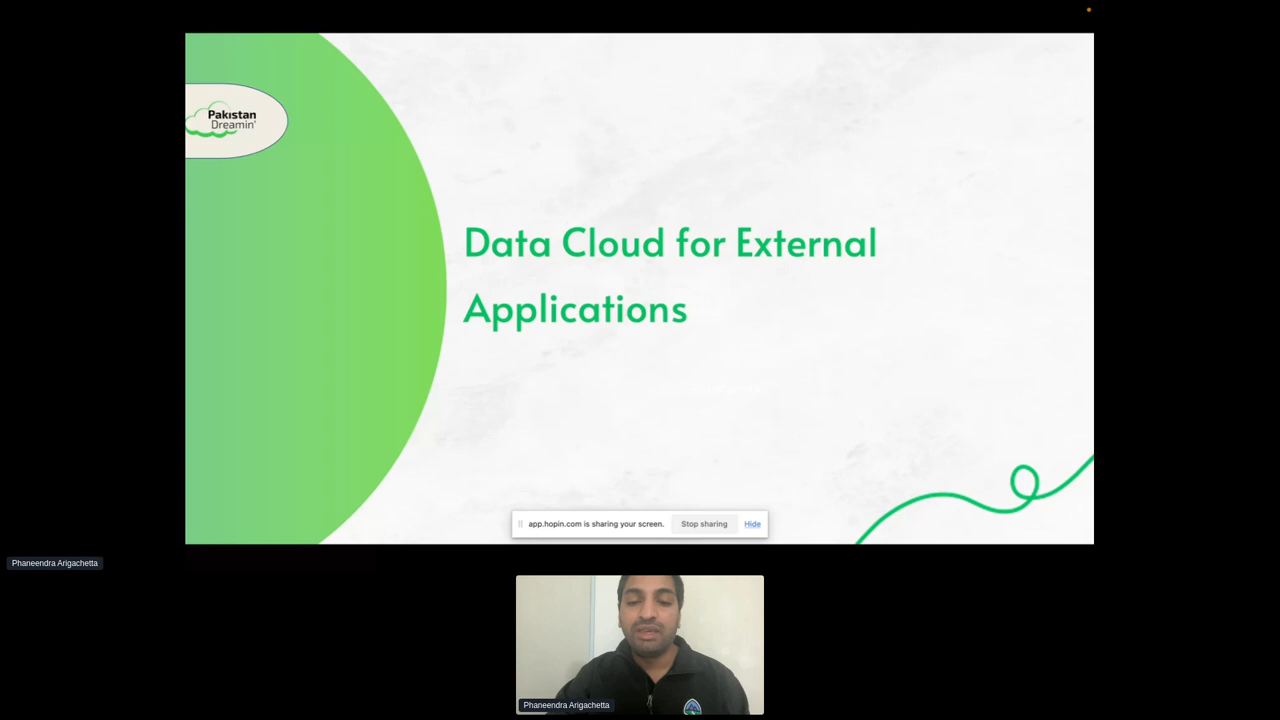 Pakistan
Dreamin'
Data Cloud for External
Applications
app.hopin.com is sharing your screen.
Stop sharing
Hide
Phaneendra Arigachetta
Phaneendra Arigachetta